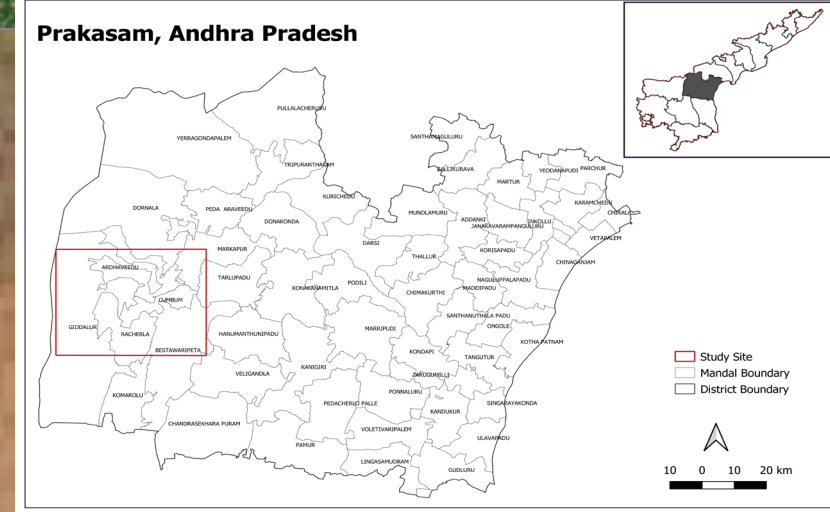 Prakasam, Andhra Pradesh
PULLALACHERUVU
YERRAGONDAPALEM
SANTHAMAGULURU
TRIPURANTHAKAM
BALLIKURAVA
YEDDANAPUDI PARCHUR
MARTUR
KURICHEDU
KARAMCHEDU
DORNALA
PEDA ARAVEEDU
MUNDLAMURU
CHIRALA
DONAKONDA
ADDANKI
INKOLLU
JANAKAVARAMPANGULURU
VETAPALEM
DARSI
MARKAPUR
KORISAPADU
THALLUR
CHINAGANJAM
ARDHAVEEDU
TARLUPADU
NAGULUPPALAPADU
PODILI
KONAKANAMITLA
MADDIPADU
CHIMAKURTHI
CUMBUM
SANTHANUTHALA PADU
GIDDALUR
ONGOLE
MARRIPUDI
RACHERLA
HANUMANTHUNIPADU
KOTHA PATNAM
BESTAWARIPETA
KONDAPI
TANGUTUR
KANIGIRI
VELIGANDLA
ZARUGUMILLI
PONNALURU
KOMAROLU
PEDACHERLO PALLE
SINGARAYAKONDA
KANDUKUR
CHANDRASEKHARA PURAM
VOLETIVARIPALEM
ULAVAPADU
PAMUR
LINGASAMUDRAM
GUDLURU
Study Site
Mandal Boundary
District Boundary
10 0 10 20 km